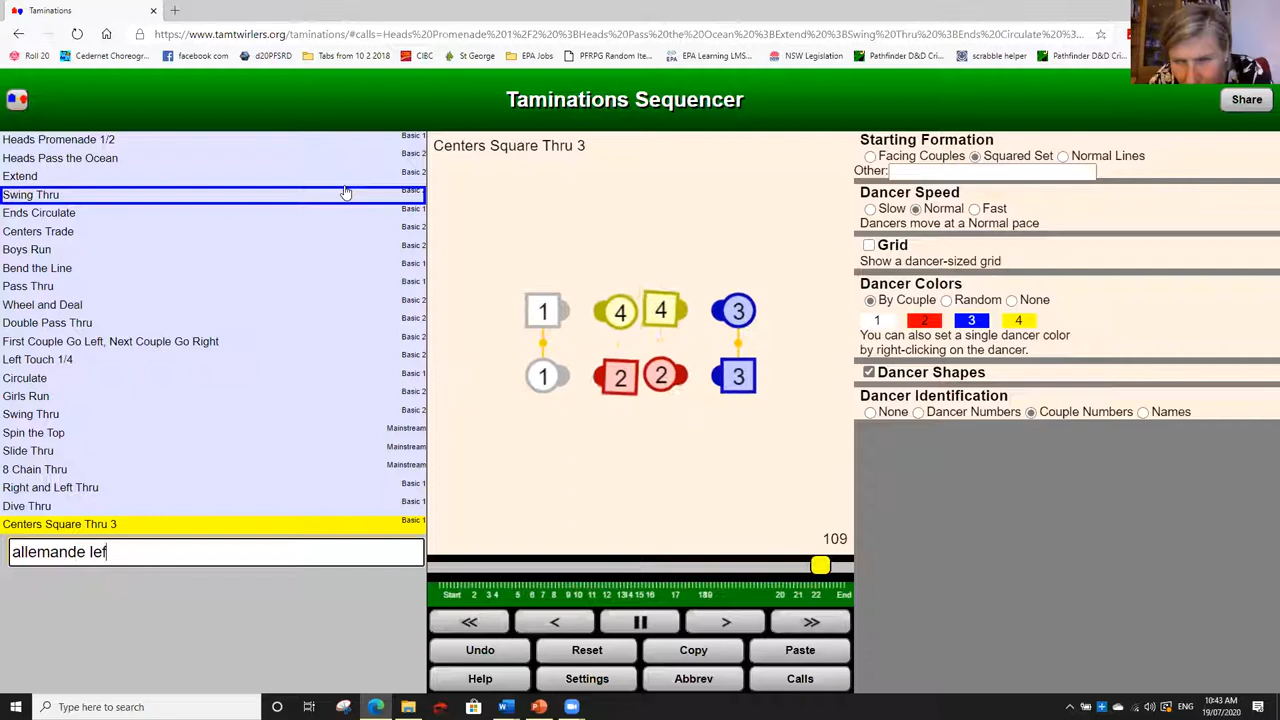 Taminations
https://www.tamtwirlers.org/taminations/#calls=Heads%20Promenade%201%2F2%20%3BHeads%20Pass%20the%20Ocean%20%3BExtend%20%3BSwing%20Thru%20%3BEnds%20Circulate%20%3...
Roll 20 Cedernet Choreogr... facebook.com d20PFSRD Tabs from 10 2 2018 CIBC St George EPA Jobs PFRPG Random Ite... EPA Learning LMS... NSW Legislation Pathfinder D&D Cri... scrabble helper Pathfinder D&D Cri...
Taminations Sequencer
Share
Heads Promenade 1/2 Basic 1
Heads Pass the Ocean Basic 2
Extend Basic 2
Swing Thru Basic 2
Ends Circulate Basic 1
Centers Trade Basic 2
Boys Run Basic 2
Bend the Line Basic 1
Pass Thru Basic 1
Wheel and Deal Basic 2
Double Pass Thru Basic 1
First Couple Go Left, Next Couple Go Right Basic 1
Left Touch 1/4 Basic 2
Circulate Basic 1
Girls Run Basic 2
Swing Thru Basic 2
Spin the Top Mainstream
Slide Thru Mainstream
8 Chain Thru Mainstream
Right and Left Thru Basic 1
Dive Thru Basic 1
Centers Square Thru 3 Basic 1
allemande lef
Centers Square Thru 3
1 4 4 3
1 2 2 3
109
Start 2 3 4 5 6 7 8 9 10 11 12 13 14 15 16 17 18 19 20 21 22 End
<< < > >>
Undo Reset Copy Paste
Help Settings Abbrev Calls
Starting Formation
Facing Couples Squared Set Normal Lines
Other:
Dancer Speed
Slow Normal Fast
Dancers move at a Normal pace
Grid
Show a dancer-sized grid
Dancer Colors
By Couple Random None
1 2 3 4
You can also set a single dancer color
by right-clicking on the dancer.
Dancer Shapes
Dancer Identification
None Dancer Numbers Couple Numbers Names
Type here to search
ENG
10:43 AM
19/07/2020